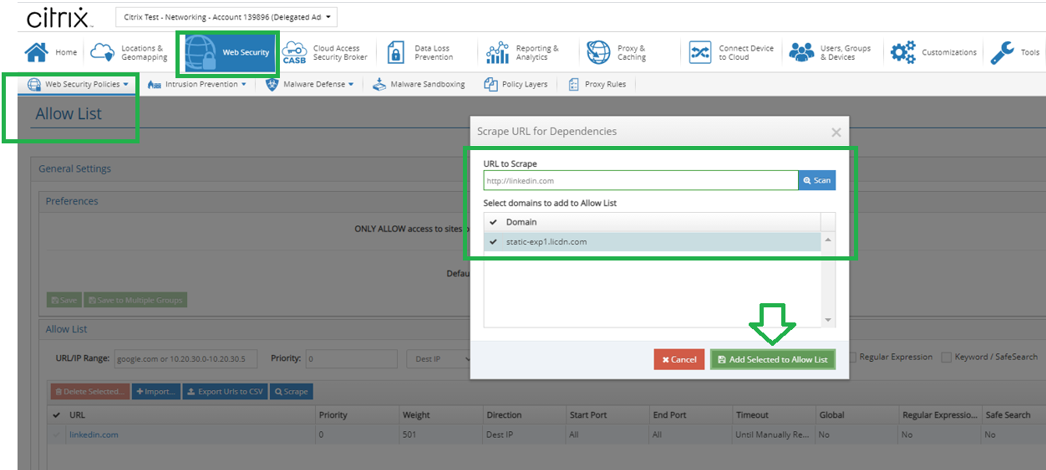 citrix
Citrix Test - Networking - Account 139896 (Delegated Ad
Home
Locations & Geomapping
Web Security
CASB
Cloud Access Security Broker
Data Loss Prevention
Reporting & Analytics
Proxy & Caching
Connect Device to Cloud
Users, Groups & Devices
Customizations
Tools
Web Security Policies
Intrusion Prevention
Malware Defense
Malware Sandboxing
Policy Layers
Proxy Rules
Allow List
General Settings
Preferences
ONLY ALLOW access to sites
Defau
Save
Save to Multiple Groups
Scrape URL for Dependencies
URL to Scrape
http://linkedin.com
Scan
Select domains to add to Allow List
Domain
static-exp1.licdn.com
Cancel
Add Selected to Allow List
Allow List
URL/IP Range: google.com or 10.20.30.0-10.20.30.5 Priority: 0 Dest IP
Regular Expression
Keyword / SafeSearch
Delete Selected...
Import...
Export Urls to CSV
Scrape
URL Priority Weight Direction Start Port End Port Timeout Global Regular Expressio... Safe Search
linkedin.com 0 501 Dest IP All All Until Manually Re... No No No